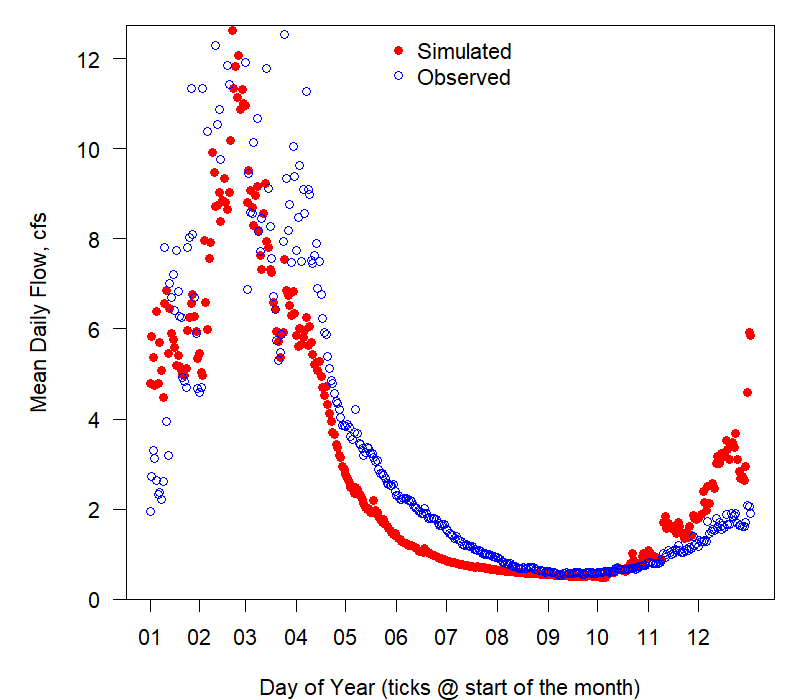 Simulated
Observed
12
10
8
6
4
2
0
Mean Daily Flow, cfs
01 02 03 04 05 06 07 08 09 10 11 12
Day of Year (ticks @ start of the month)